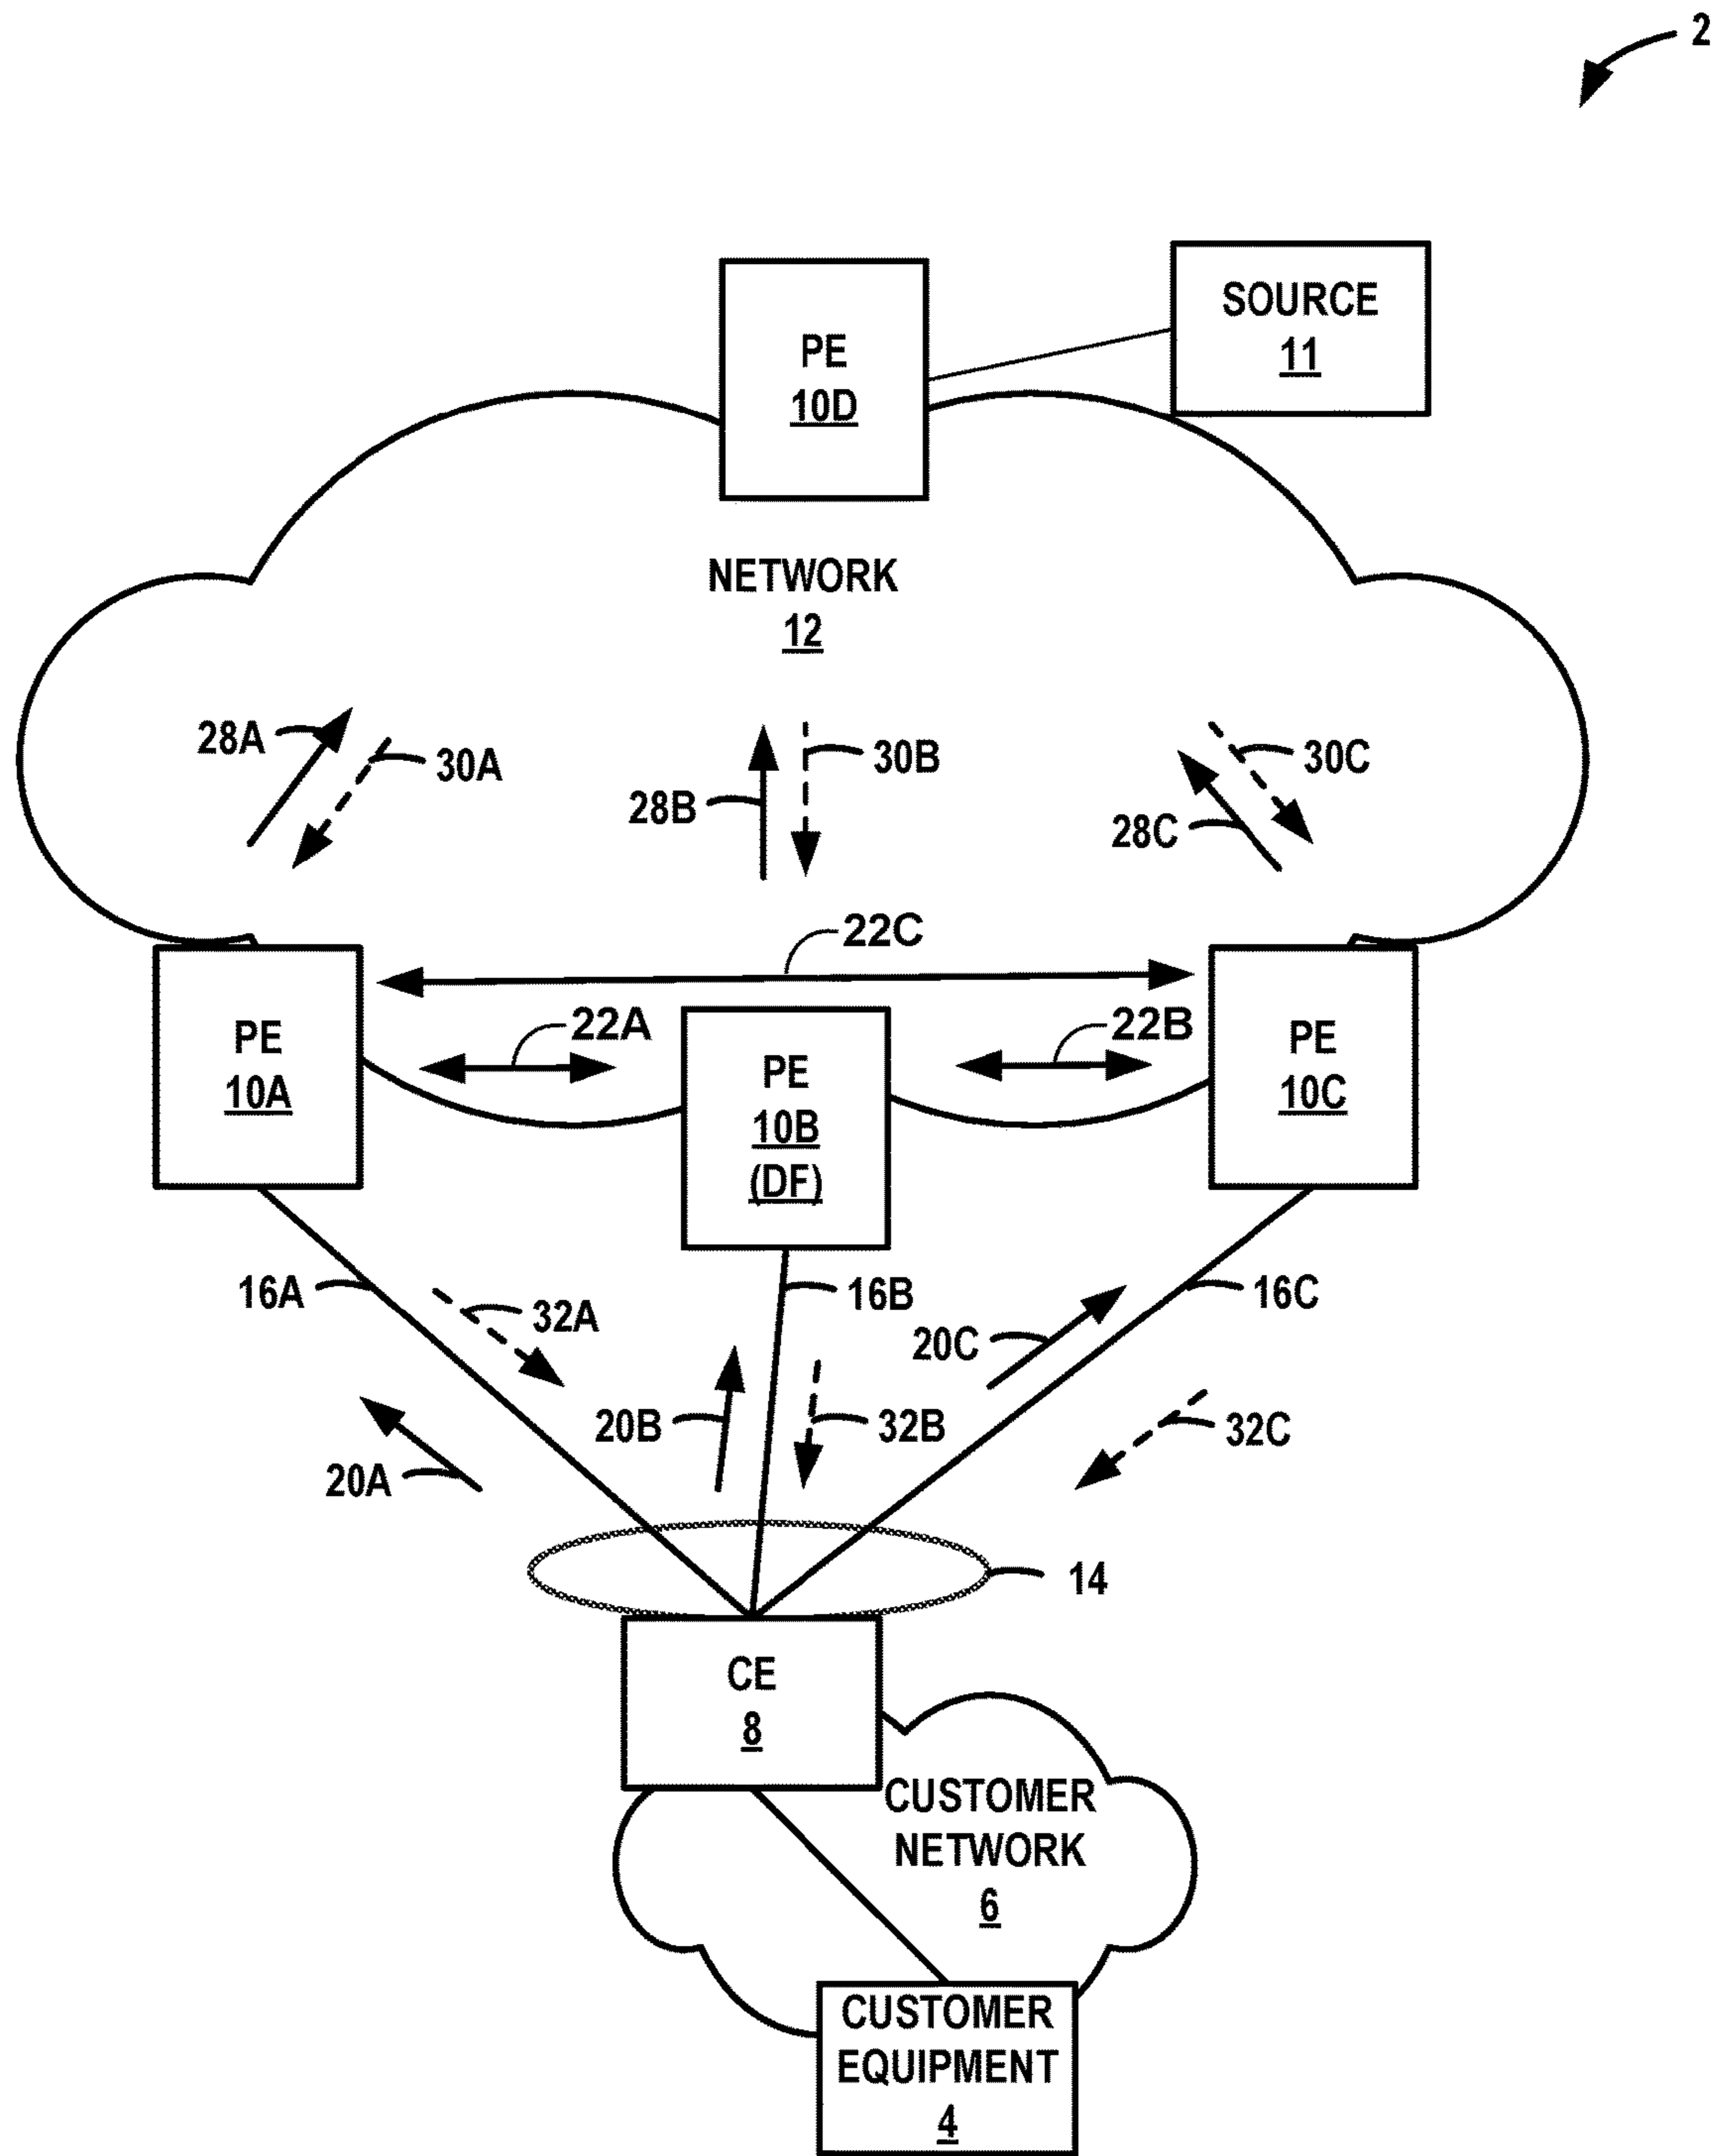 2
SOURCE
11
PE
10D
NETWORK
12
28A
30A
28B
30B
30C
28C
22C
22A
22B
PE
10A
PE
10B
(DF)
PE
10C
16A
32A
16B
16C
20C
20B
32B
32C
20A
14
CE
8
CUSTOMER
NETWORK
6
CUSTOMER
EQUIPMENT
4